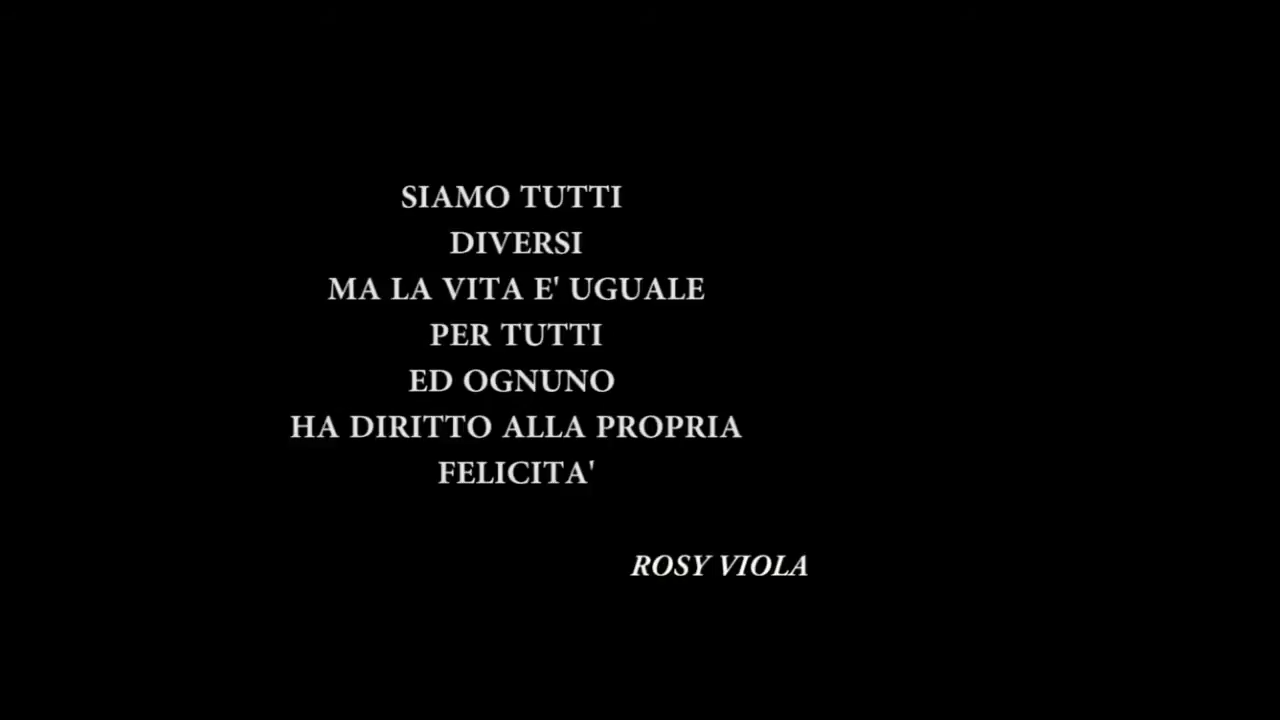 SIAMO TUTTI
DIVERSI
MA LA VITA E' UGUALE
PER TUTTI
ED OGNUNO
HA DIRITTO ALLA PROPRIA
FELICITA'
ROSY VIOLA